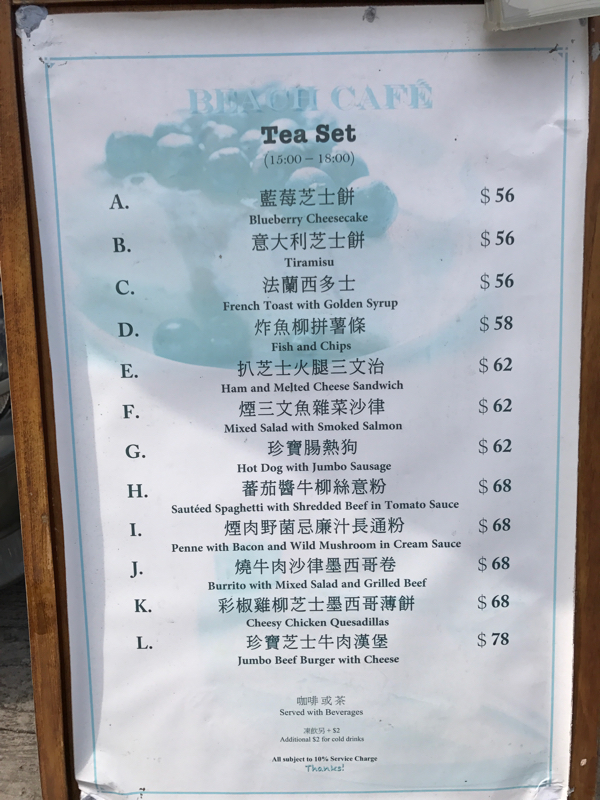 BEACH CAFÉ
Tea Set
(15:00 – 18:00)
A. 藍莓芝士餅 $ 56
Blueberry Cheesecake
B. 意大利芝士餅 $ 56
Tiramisu
C. 法蘭西多士 $ 56
French Toast with Golden Syrup
D. 炸魚柳拼薯條 $ 58
Fish and Chips
E. 扒芝士火腿三文治 $ 62
Ham and Melted Cheese Sandwich
F. 煙三文魚雜菜沙律 $ 62
Mixed Salad with Smoked Salmon
G. 珍寶腸熱狗 $ 62
Hot Dog with Jumbo Sausage
H. 蕃茄醬牛柳絲意粉 $ 68
Sautéed Spaghetti with Shredded Beef in Tomato Sauce
I. 煙肉野菌忌廉汁長通粉 $ 68
Penne with Bacon and Wild Mushroom in Cream Sauce
J. 燒牛肉沙律墨西哥卷 $ 68
Burrito with Mixed Salad and Grilled Beef
K. 彩椒雞柳芝士墨西哥薄餅 $ 68
Cheesy Chicken Quesadillas
L. 珍寶芝士牛肉漢堡 $ 78
Jumbo Beef Burger with Cheese
咖啡 或 茶
Served with Beverages
凍飲另 + $2
Additional $2 for cold drinks
All subject to 10% Service Charge
Thanks!